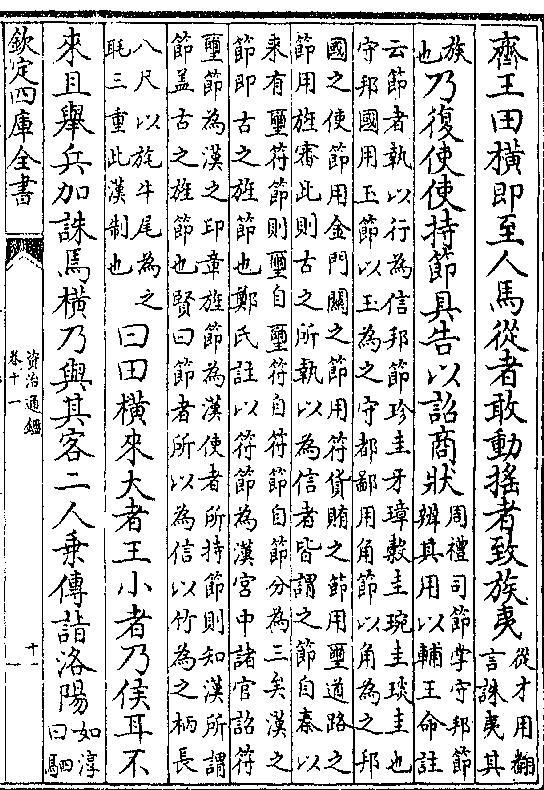 齊王田橫即至人馬從者敢動搖者致族夷從才用翻
言誅夷其
族
也乃復使使持節具告以詔商狀周禮司節掌守邦節
辨其用以輔王命註
云節者執以行為信邦節珍圭牙璋穀圭琬圭琰圭也
守邦國用玉節以玉為之守都鄙用角節以角為之邦
國之使節用金門關之節用符貨賄之節用璽道路之
節用旌審此則古之所執以為信者皆謂之節自秦以
來有璽符節則璽自璽符自符節自節分為三矣漢之
節即古之旌節也鄭氏註以符節為漢宮中諸官詔符
璽節為漢之印章旌節為漢使者所持節則知漢所謂
節盖古之旌節也賢曰節者所以為信以竹為之柄長
八尺以旄牛尾為之
毦三重此漢制也曰田橫來大者王小者乃侯耳不
來且舉兵加誅焉橫乃與其客二人乗傳詣洛陽如淳
曰駟
欽定四庫全書
資治通鑑
卷十一
十一